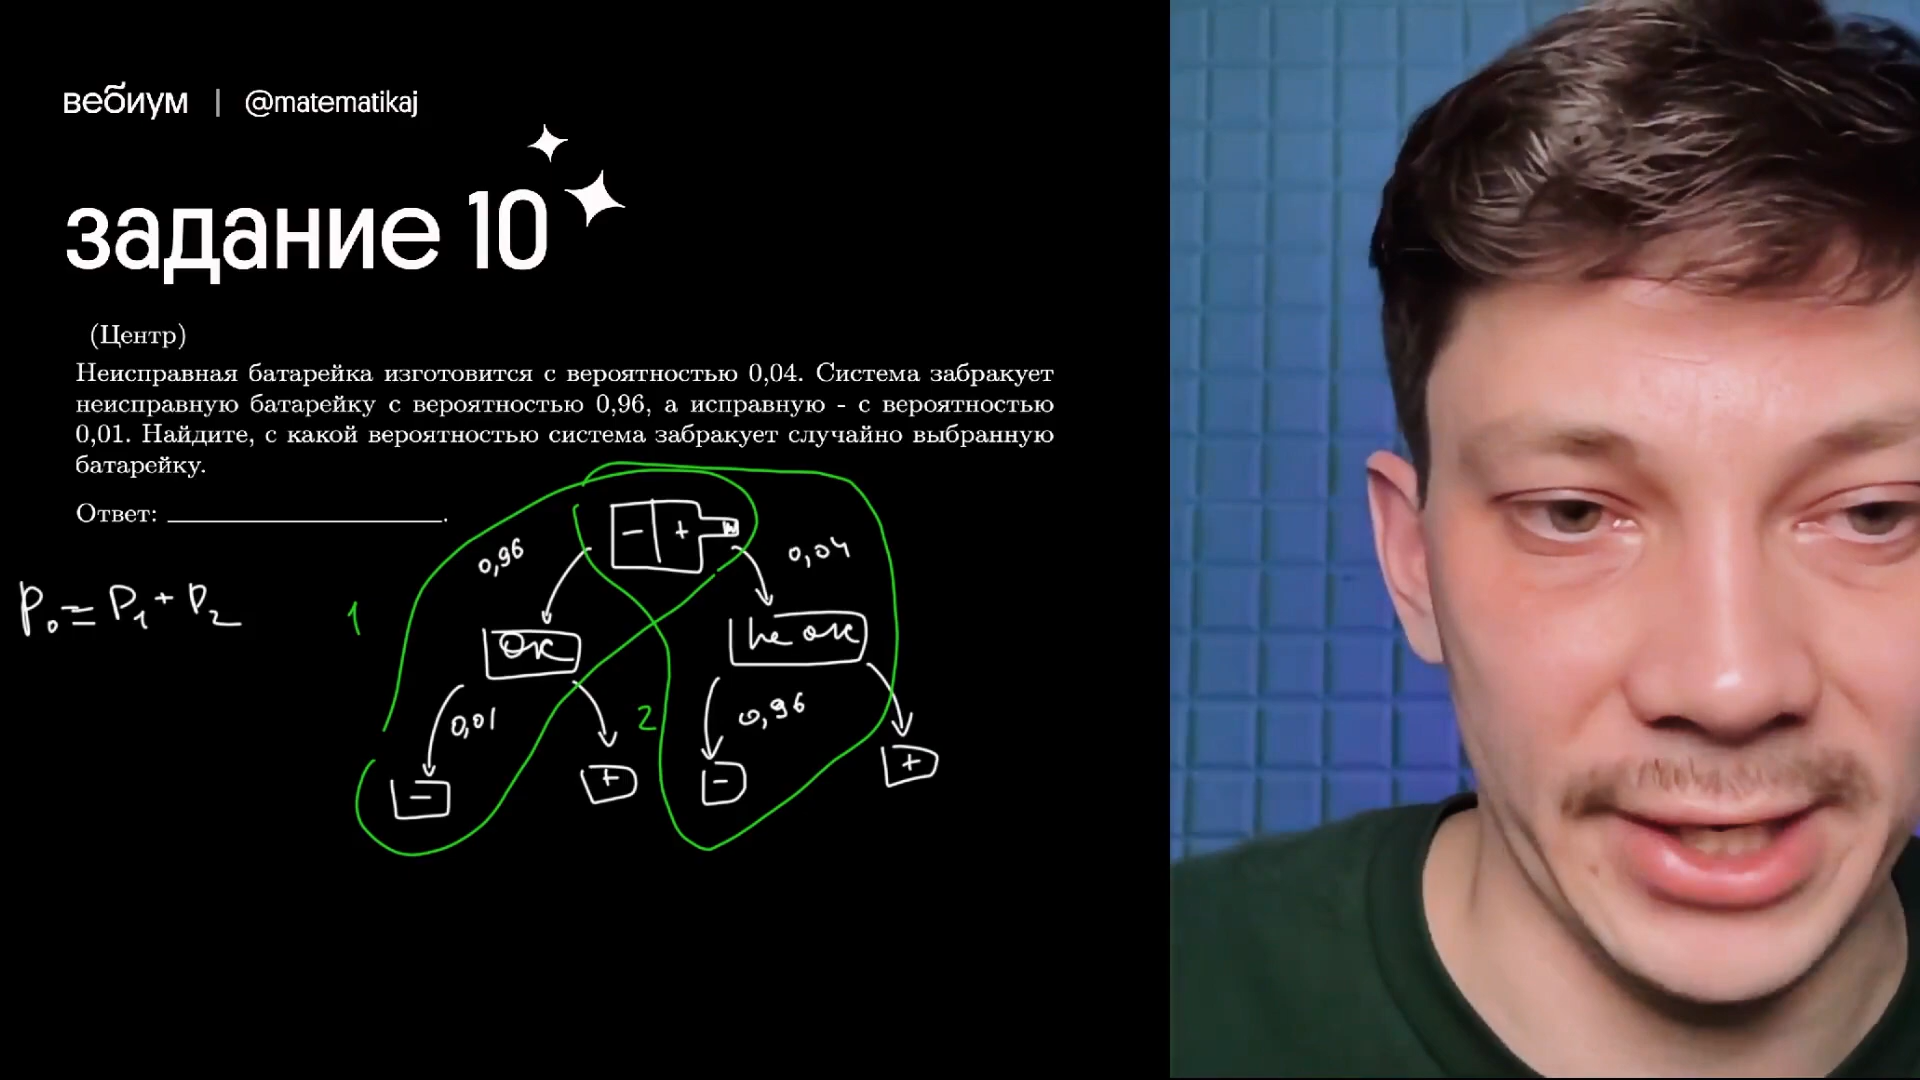 вебиум | @matematikaj
задание 10
(Центр)
Неисправная батарейка изготовится с вероятностью 0,04. Система забракует
неисправную батарейку с вероятностью 0,96, а исправную - с вероятностью
0,01. Найдите, с какой вероятностью система забракует случайно выбранную
батарейку.
Ответ: .
- +
0,96
0,04
P₀ = P₁ + P₂
1
ок
не ок
0,01
2
0,96
-
+
-
+